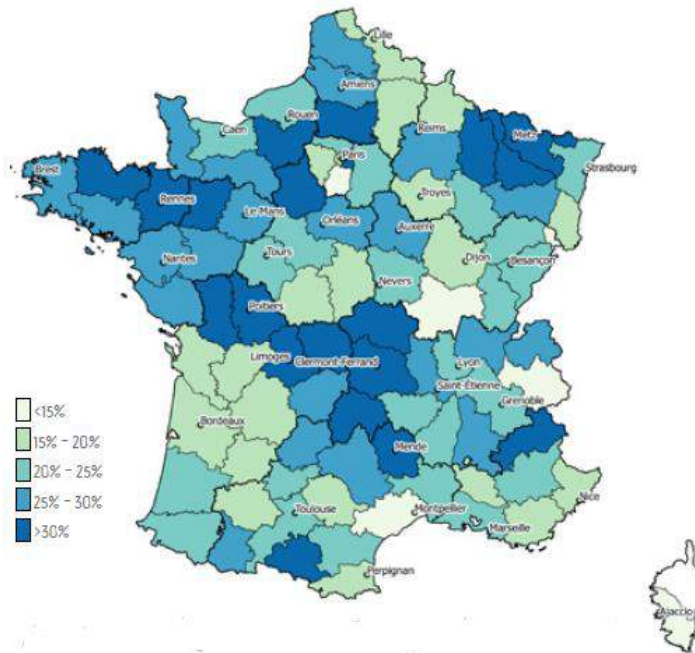 Lille
Amiens
Rouen
Caen
Reims
Metz
Paris
Strasbourg
Brest
Troyes
Rennes
Le Mans
Orléans
Auxerre
Nantes
Tours
Dijon
Besançon
Nevers
Poitiers
Limoges
Clermont-Ferrand
Lyon
Saint-Étienne
Grenoble
<15%
15% - 20%
20% - 25%
25% - 30%
>30%
Bordeaux
Mende
Nice
Toulouse
Montpellier
Marseille
Perpignan
Ajaccio